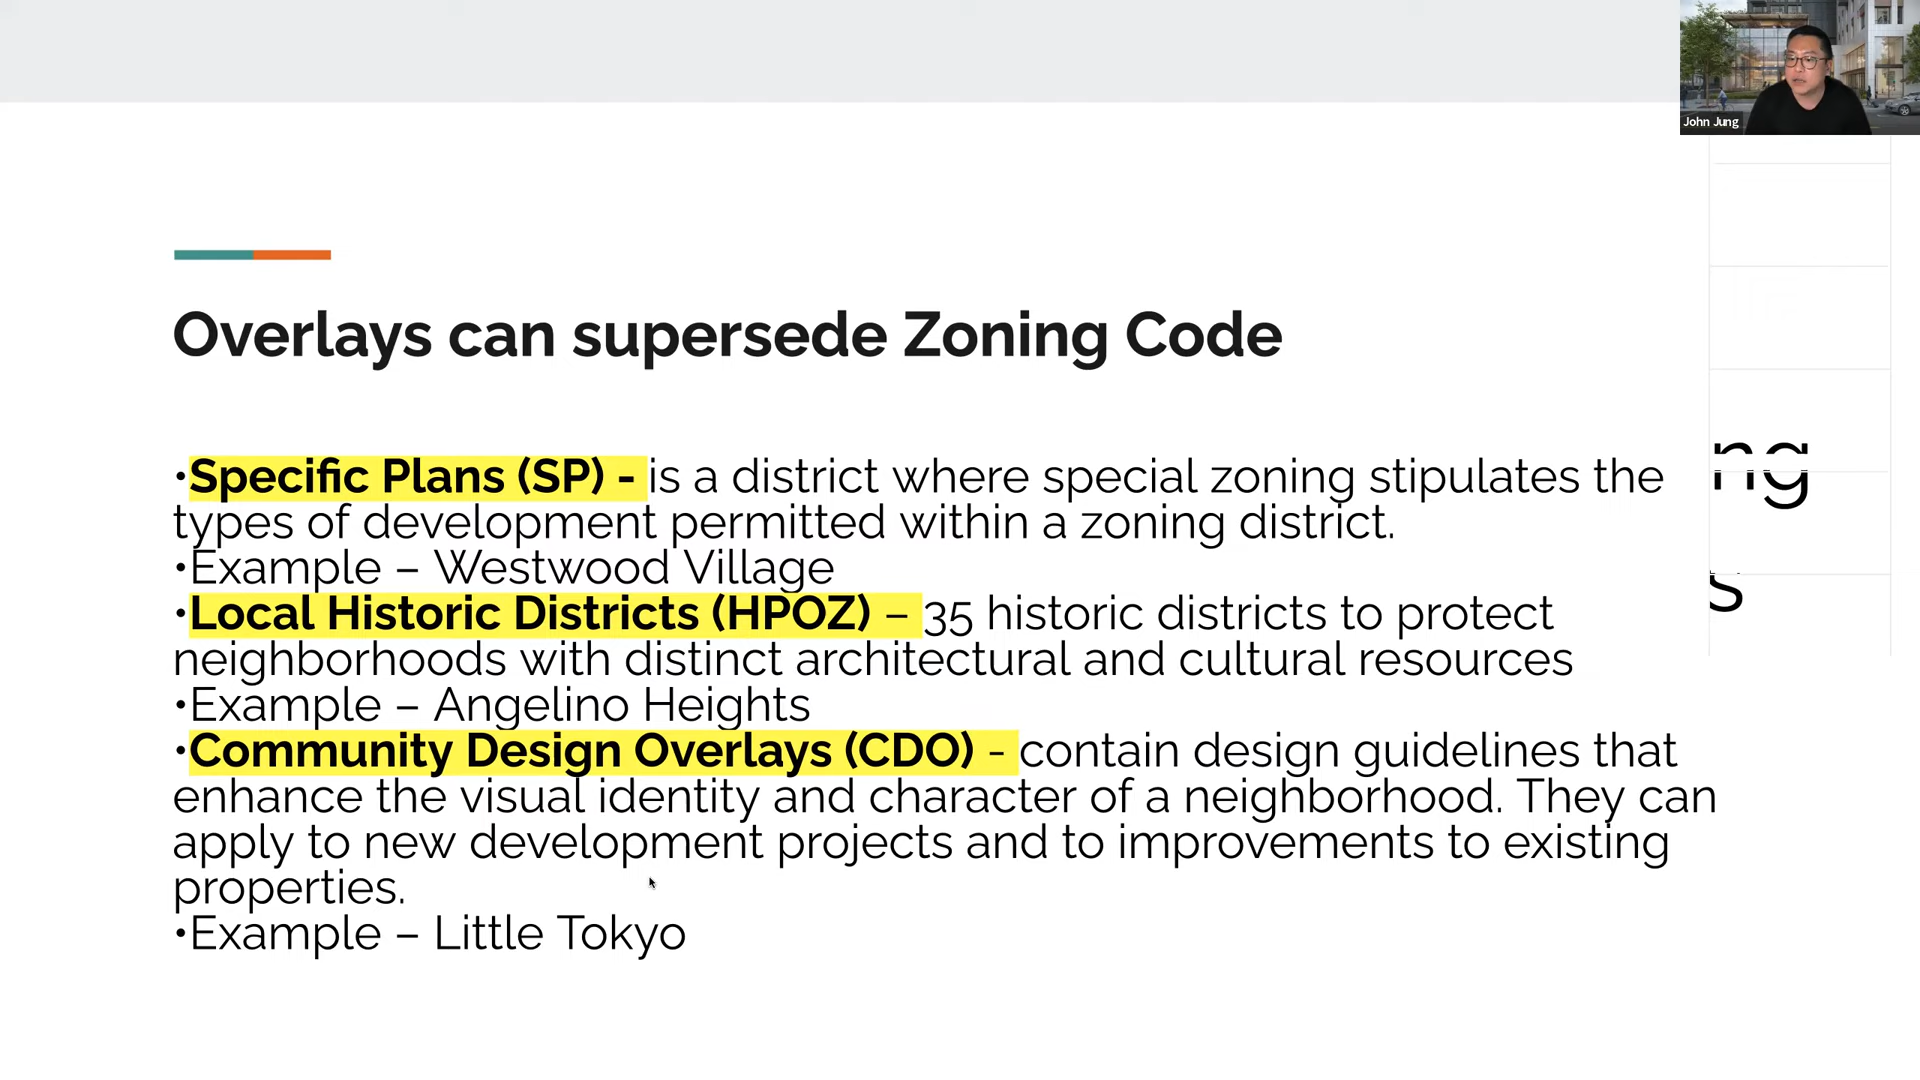 John Jung
Overlays can supersede Zoning Code
•Specific Plans (SP) - is a district where special zoning stipulates the
types of development permitted within a zoning district.
•Example – Westwood Village
•Local Historic Districts (HPOZ) – 35 historic districts to protect
neighborhoods with distinct architectural and cultural resources
•Example – Angelino Heights
•Community Design Overlays (CDO) - contain design guidelines that
enhance the visual identity and character of a neighborhood. They can
apply to new development projects and to improvements to existing
properties.
•Example – Little Tokyo
ng
s